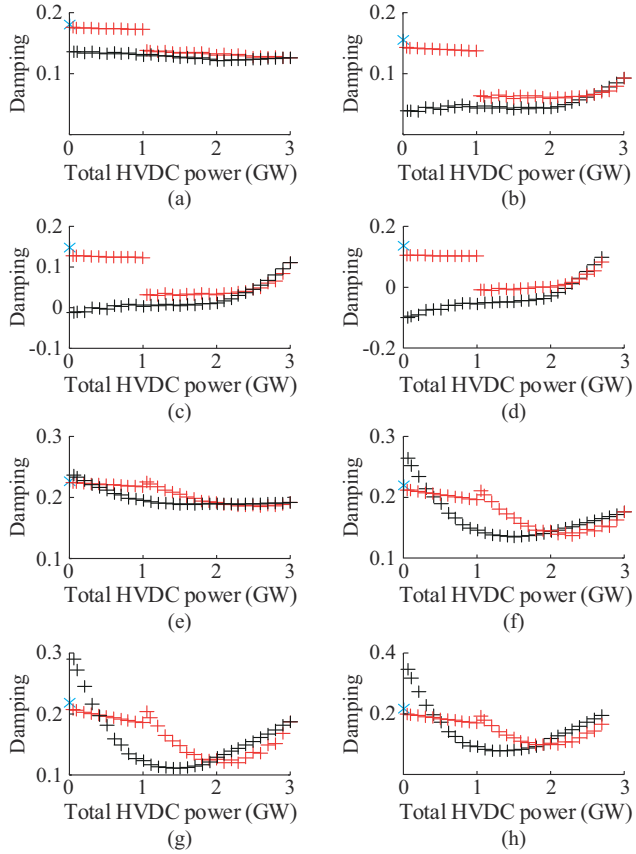 0.2
0.1
Damping
0 1 2 3
Total HVDC power (GW)
(a)
0.2
0.1
Damping
0 1 2 3
Total HVDC power (GW)
(b)
0.2
0.1
0
-0.1
Damping
0 1 2 3
Total HVDC power (GW)
(c)
0.2
0
-0.2
Damping
0 1 2 3
Total HVDC power (GW)
(d)
0.3
0.2
0.1
Damping
0 1 2 3
Total HVDC power (GW)
(e)
0.3
0.2
0.1
Damping
0 1 2 3
Total HVDC power (GW)
(f)
0.3
0.2
0.1
Damping
0 1 2 3
Total HVDC power (GW)
(g)
0.4
0.2
0
Damping
0 1 2 3
Total HVDC power (GW)
(h)